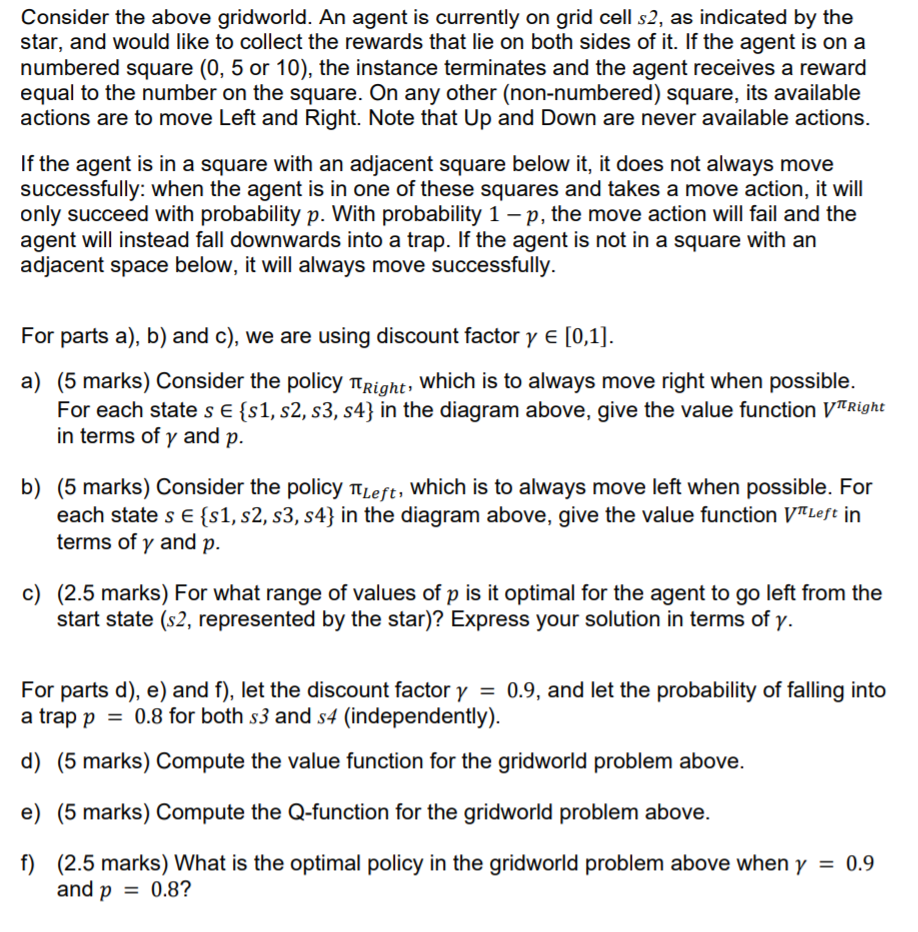 Consider the above gridworld. An agent is currently on grid cell s2, as indicated by the
star, and would like to collect the rewards that lie on both sides of it. If the agent is on a
numbered square (0, 5 or 10), the instance terminates and the agent receives a reward
equal to the number on the square. On any other (non-numbered) square, its available
actions are to move Left and Right. Note that Up and Down are never available actions.
If the agent is in a square with an adjacent square below it, it does not always move
successfully: when the agent is in one of these squares and takes a move action, it will
only succeed with probability p. With probability 1 − p, the move action will fail and the
agent will instead fall downwards into a trap. If the agent is not in a square with an
adjacent space below, it will always move successfully.
For parts a), b) and c), we are using discount factor γ ∈ [0,1].
a) (5 marks) Consider the policy π_Right, which is to always move right when possible.
For each state s ∈ {s1, s2, s3, s4} in the diagram above, give the value function V^π_Right
in terms of γ and p.
b) (5 marks) Consider the policy π_Left, which is to always move left when possible. For
each state s ∈ {s1, s2, s3, s4} in the diagram above, give the value function V^π_Left in
terms of γ and p.
c) (2.5 marks) For what range of values of p is it optimal for the agent to go left from the
start state (s2, represented by the star)? Express your solution in terms of γ.
For parts d), e) and f), let the discount factor γ = 0.9, and let the probability of falling into
a trap p = 0.8 for both s3 and s4 (independently).
d) (5 marks) Compute the value function for the gridworld problem above.
e) (5 marks) Compute the Q-function for the gridworld problem above.
f) (2.5 marks) What is the optimal policy in the gridworld problem above when γ = 0.9
and p = 0.8?